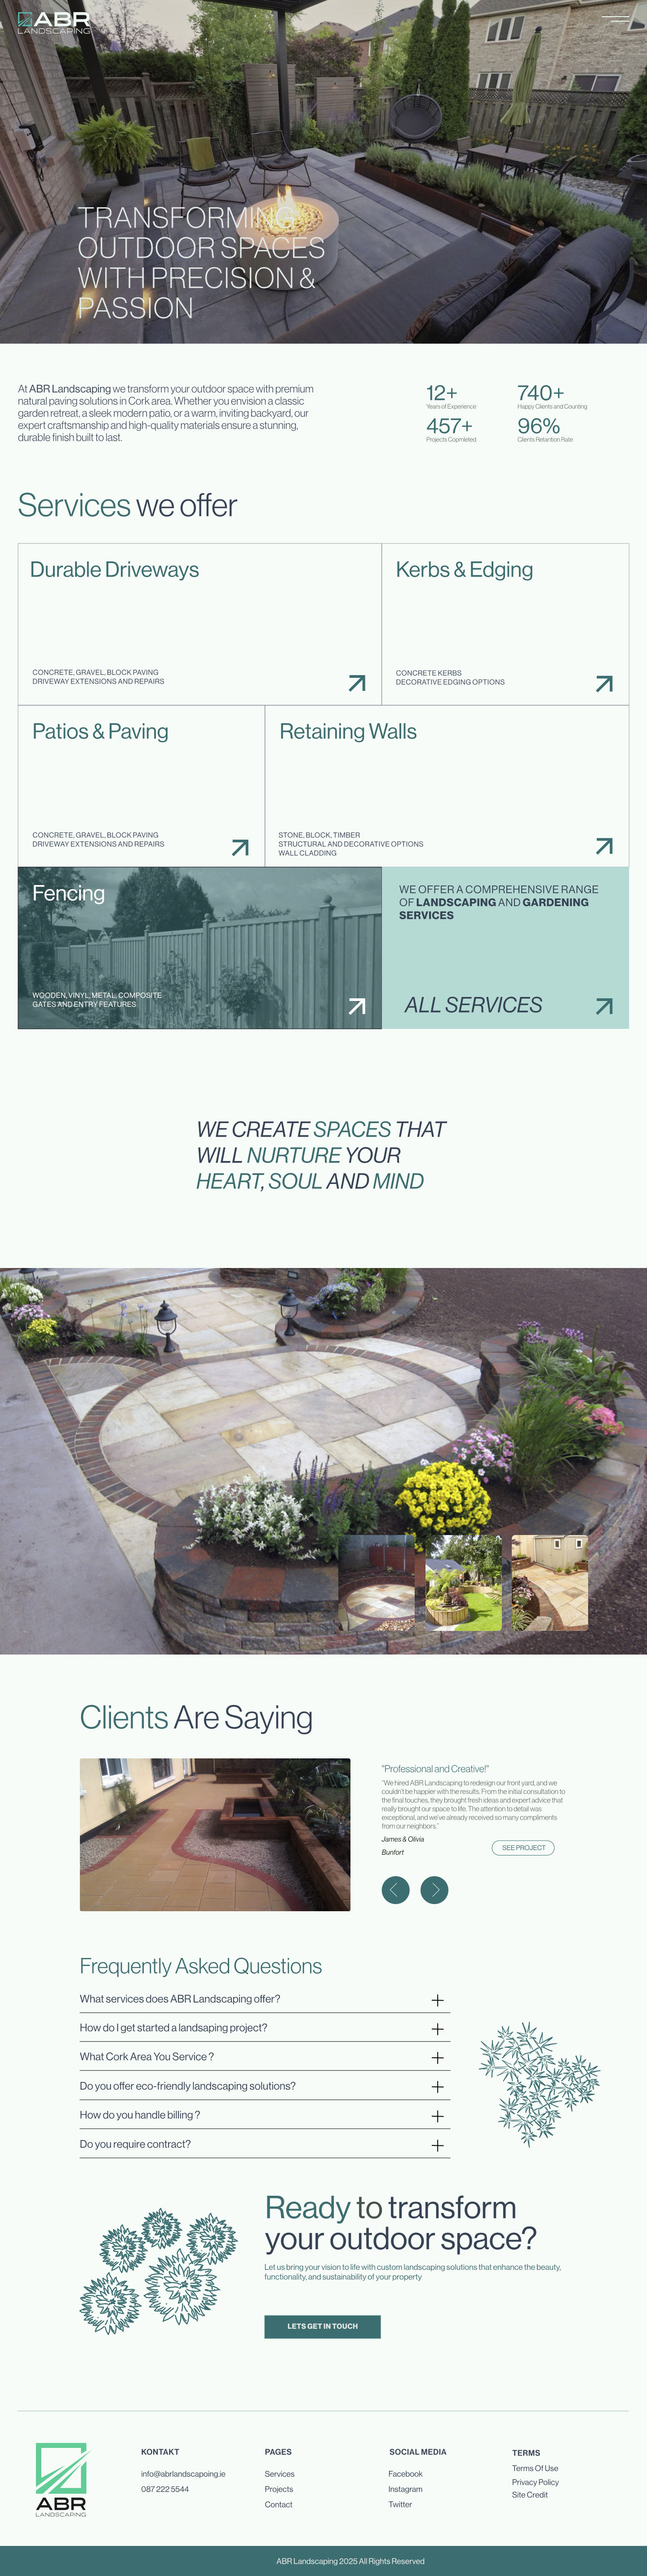 ABR
LANDSCAPING
TRANSFORMING
OUTDOOR SPACES
WITH PRECISION &
PASSION
At ABR Landscaping we transform your outdoor space with premium
natural paving solutions in Cork area. Whether you envision a classic
garden retreat, a sleek modern patio, or a warm, inviting backyard, our
expert craftsmanship and high-quality materials ensure a stunning,
durable finish built to last.
12+
Years of Experience
740+
Happy Clients and Counting
457+
Projects Copmleted
96%
Clients Retantion Rate
Services we offer
Durable Driveways
CONCRETE, GRAVEL, BLOCK PAVING
DRIVEWAY EXTENSIONS AND REPAIRS
Kerbs & Edging
CONCRETE KERBS
DECORATIVE EDGING OPTIONS
Patios & Paving
CONCRETE, GRAVEL, BLOCK PAVING
DRIVEWAY EXTENSIONS AND REPAIRS
Retaining Walls
STONE, BLOCK, TIMBER
STRUCTURAL AND DECORATIVE OPTIONS
WALL CLADDING
Fencing
WOODEN, VINYL, METAL, COMPOSITE
GATES AND ENTRY FEATURES
WE OFFER A COMPREHENSIVE RANGE
OF LANDSCAPING AND GARDENING
SERVICES
ALL SERVICES
WE CREATE SPACES THAT
WILL NURTURE YOUR
HEART, SOUL AND MIND
Clients Are Saying
"Professional and Creative!"
"We hired ABR Landscaping to redesign our front yard, and we
couldn't be happier with the results. From the initial consultation to
the final touches, they brought fresh ideas and expert advice that
really brought our space to life. The attention to detail was
exceptional, and we've already received so many compliments
from our neighbors."
James & Olivia
Bunfort
SEE PROJECT
Frequently Asked Questions
What services does ABR Landscaping offer?
How do I get started a landsaping project?
What Cork Area You Service ?
Do you offer eco-friendly landscaping solutions?
How do you handle billing ?
Do you require contract?
Ready to transform
your outdoor space?
Let us bring your vision to life with custom landscaping solutions that enhance the beauty,
functionality, and sustainability of your property
LETS GET IN TOUCH
ABR
LANDSCAPING
KONTAKT
info@abrlandscapoing.ie
087 222 5544
PAGES
Services
Projects
Contact
SOCIAL MEDIA
Facebook
Instagram
Twitter
TERMS
Terms Of Use
Privacy Policy
Site Credit
ABR Landscaping 2025 All Rights Reserved